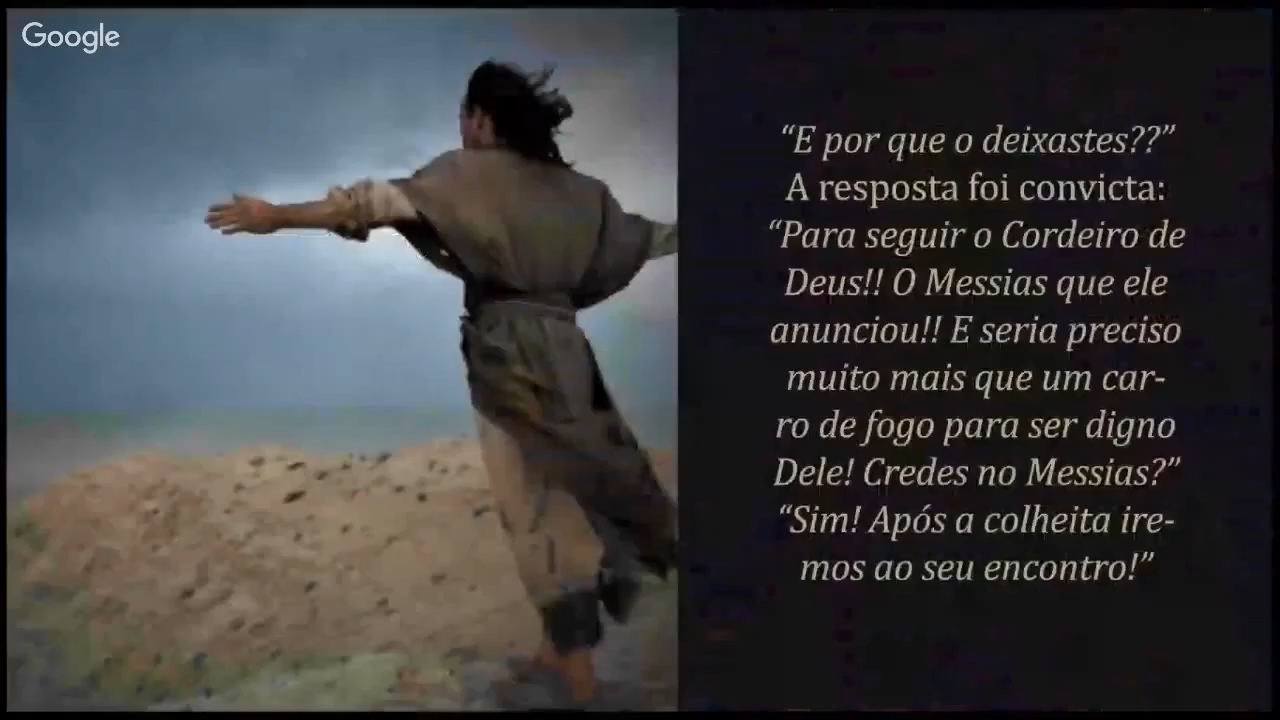 Google
“E por que o deixastes??”
A resposta foi convicta:
“Para seguir o Cordeiro de
Deus!! O Messias que ele
anunciou!! E seria preciso
muito mais que um car-
ro de fogo para ser digno
Dele! Credes no Messias?”
“Sim! Após a colheita ire-
mos ao seu encontro!”